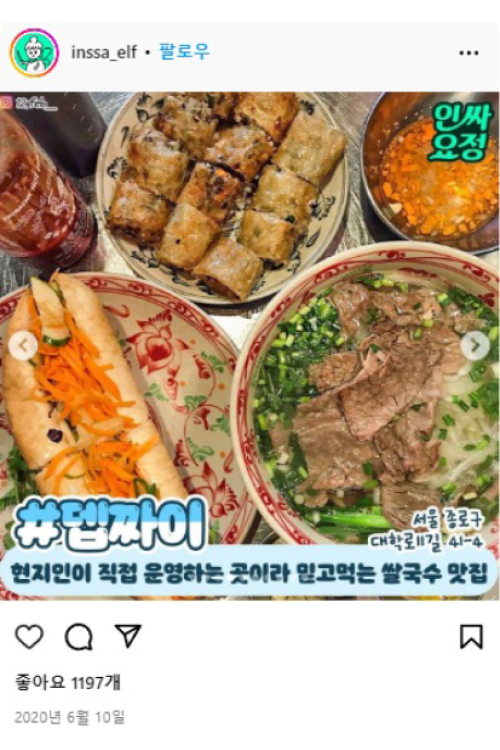 inssa_elf • 팔로우
인싸
요정
#뎁짜이
서울 종로구
대학로11길 41-4
현지인이 직접 운영하는 곳이라 믿고먹는 쌀국수 맛집
좋아요 1197개
2020년 6월 10일